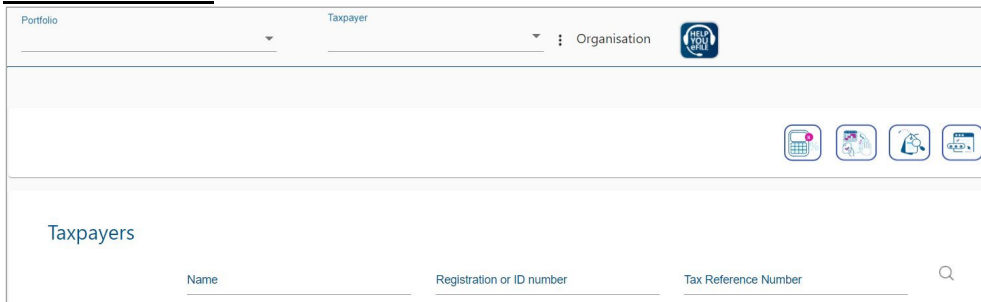 Portfolio
Taxpayer
Organisation
HELP
YOU
eFILE
Taxpayers
Name
Registration or ID number
Tax Reference Number